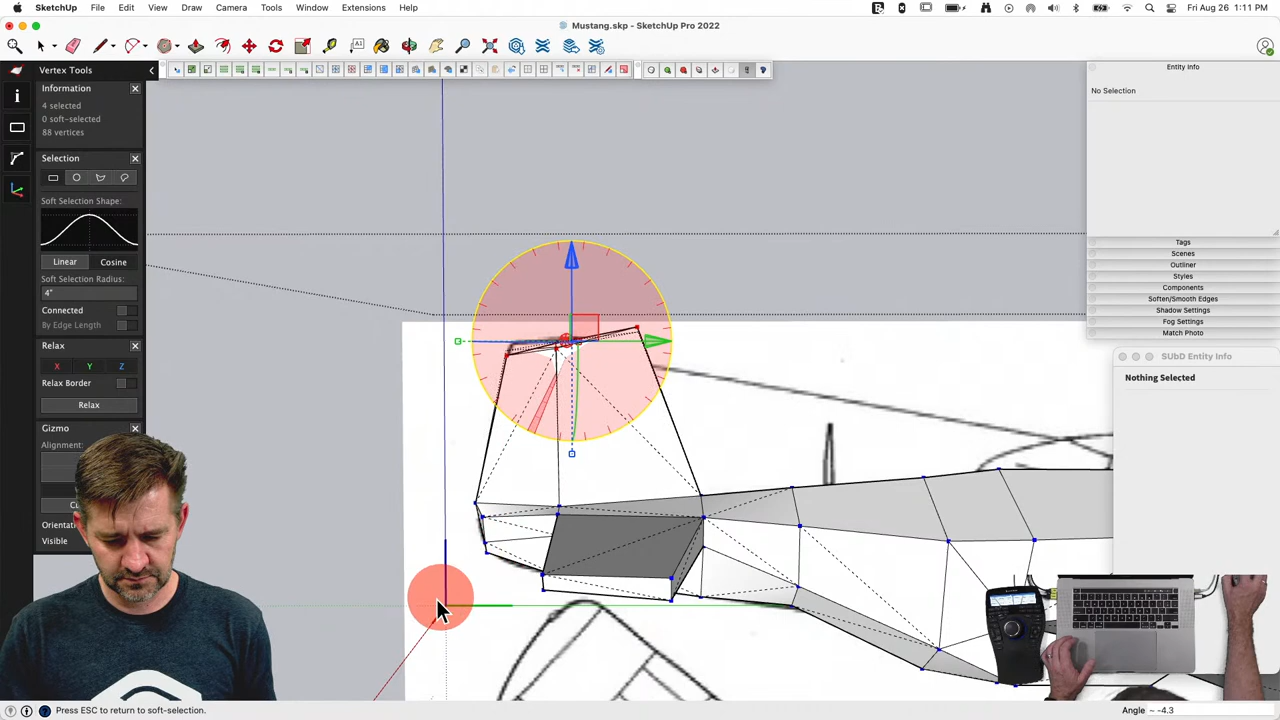 SketchUp File Edit View Draw Camera Tools Window Extensions Help Fri Aug 26 1:11 PM
Mustang.skp - SketchUp Pro 2022
Vertex Tools
Information
4 selected
0 soft-selected
88 vertices
Selection
Soft Selection Shape:
Linear Cosine
Soft Selection Radius:
4"
Connected
By Edge Length
Relax
X Y Z
Relax Border
Relax
Gizmo
Alignment:
Visible
Entity Info
No Selection
Tags
Scenes
Outliner
Styles
Components
Soften/Smooth Edges
Shadow Settings
Fog Settings
Match Photo
SUbD Entity Info
Nothing Selected
Press ESC to return to soft-selection.
Angle ~ -4.3